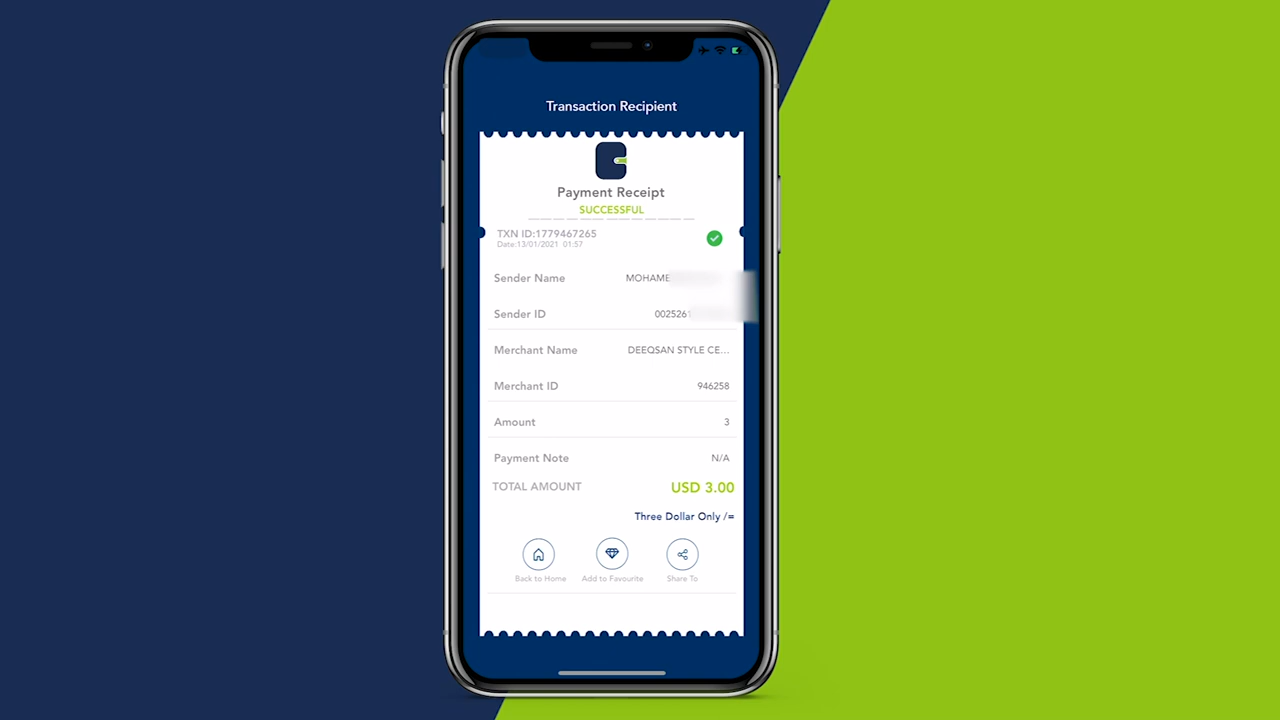 Transaction Recipient
Payment Receipt
SUCCESSFUL
TXN ID:1779467265
Date:13/01/2021 01:57
Sender Name MOHAME
Sender ID 0025261
Merchant Name DEEQSAN STYLE CE...
Merchant ID 946258
Amount 3
Payment Note N/A
TOTAL AMOUNT USD 3.00
Three Dollar Only /=
Back to Home Add to Favourite Share To